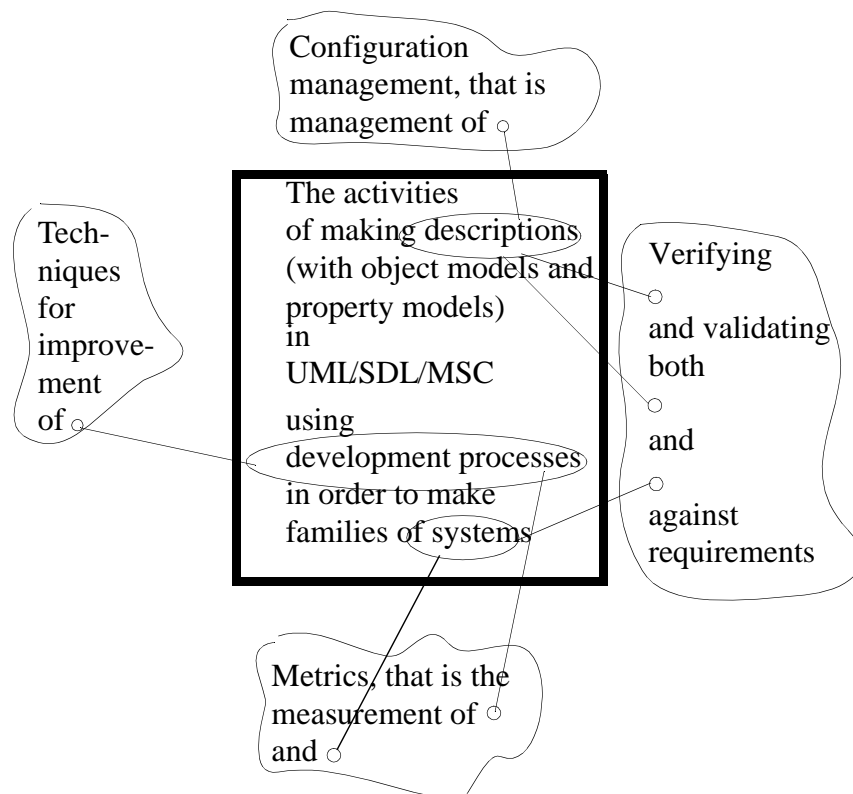 Configuration
management, that is
management of
The activities
of making descriptions
(with object models and
property models)
in
UML/SDL/MSC
using
development processes
in order to make
families of systems
Tech-
niques
for
improve-
ment
of
Verifying
and validating
both
and
against
requirements
Metrics, that is the
measurement of
and